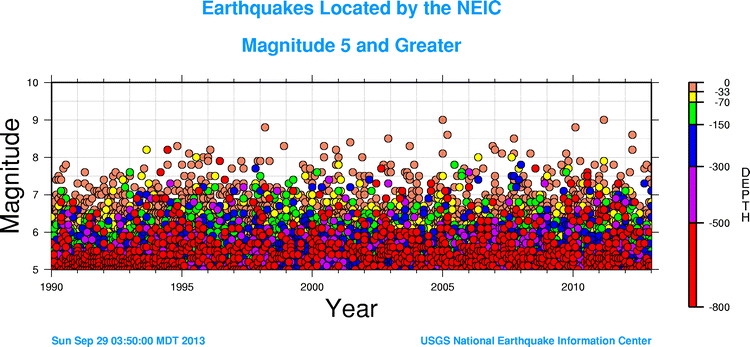 Earthquakes Located by the NEIC
Magnitude 5 and Greater
10
9
8
7
6
5
Magnitude
1990 1995 2000 2005 2010
Year
0
-33
-70
-150
-300
-500
-800
DEPTH
Sun Sep 29 03:50:00 MDT 2013 USGS National Earthquake Information Center